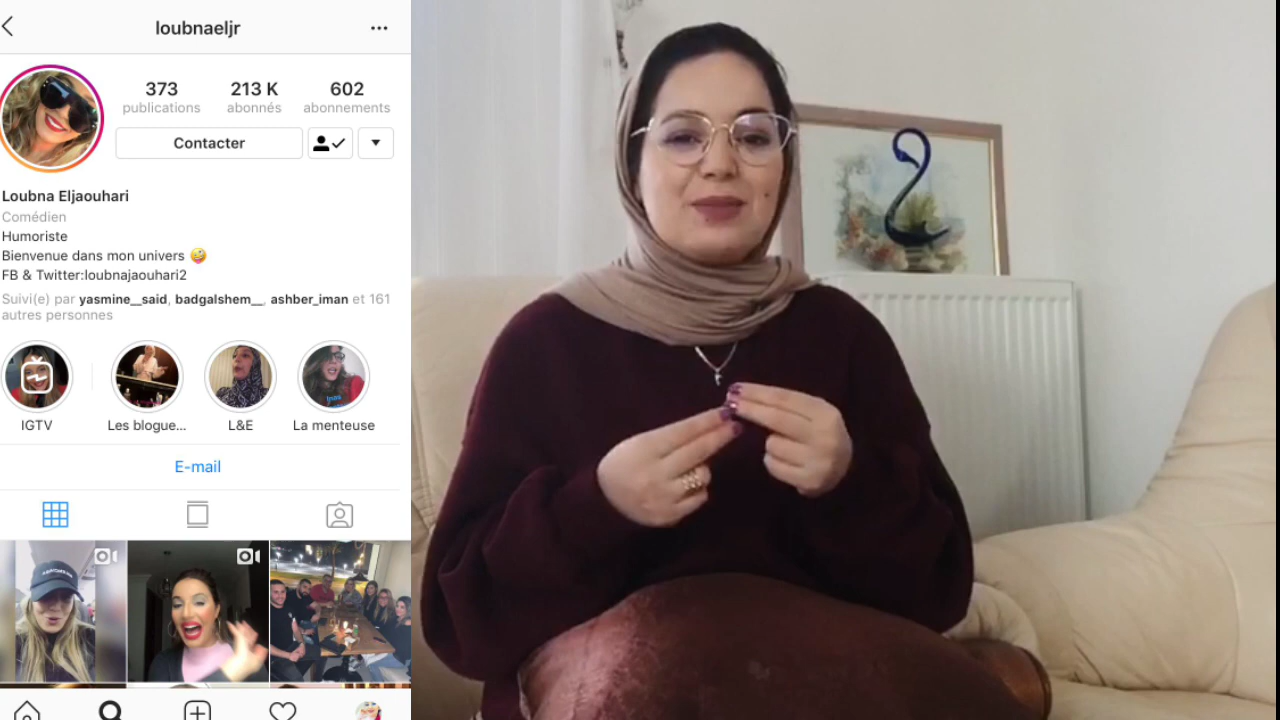 loubnaeljr
373 213 K 602
publications abonnés abonnements
Contacter
Loubna Eljaouhari
Comédien
Humoriste
Bienvenue dans mon univers 🤪
FB & Twitter:loubnajaouhari2
Suivi(e) par yasmine__said, badgalshem__, ashber_iman et 161
autres personnes
IGTV Les blogue... L&E La menteuse
E-mail